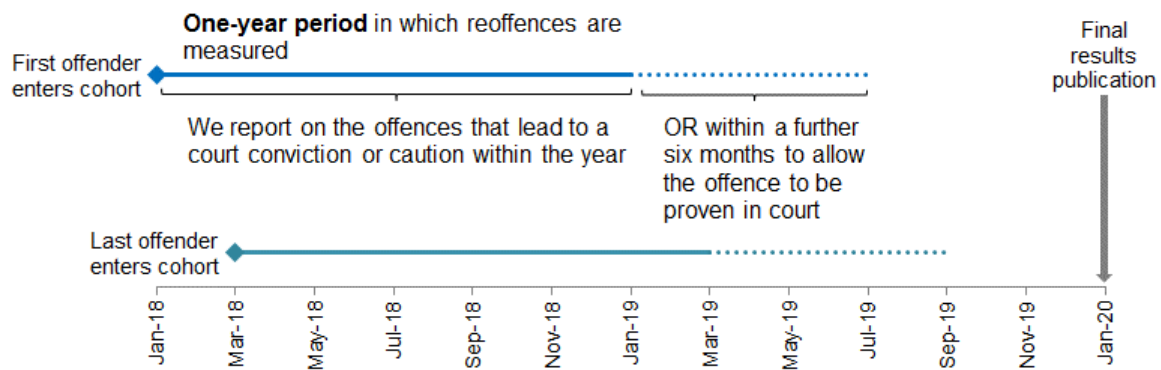 One-year period in which reoffences are
measured
First offender
enters cohort
Final
results
publication
We report on the offences that lead to a
court conviction or caution within the year
OR within a further
six months to allow
the offence to be
proven in court
Last offender
enters cohort
Jan-18
Mar-18
May-18
Jul-18
Sep-18
Nov-18
Jan-19
Mar-19
May-19
Jul-19
Sep-19
Nov-19
Jan-20